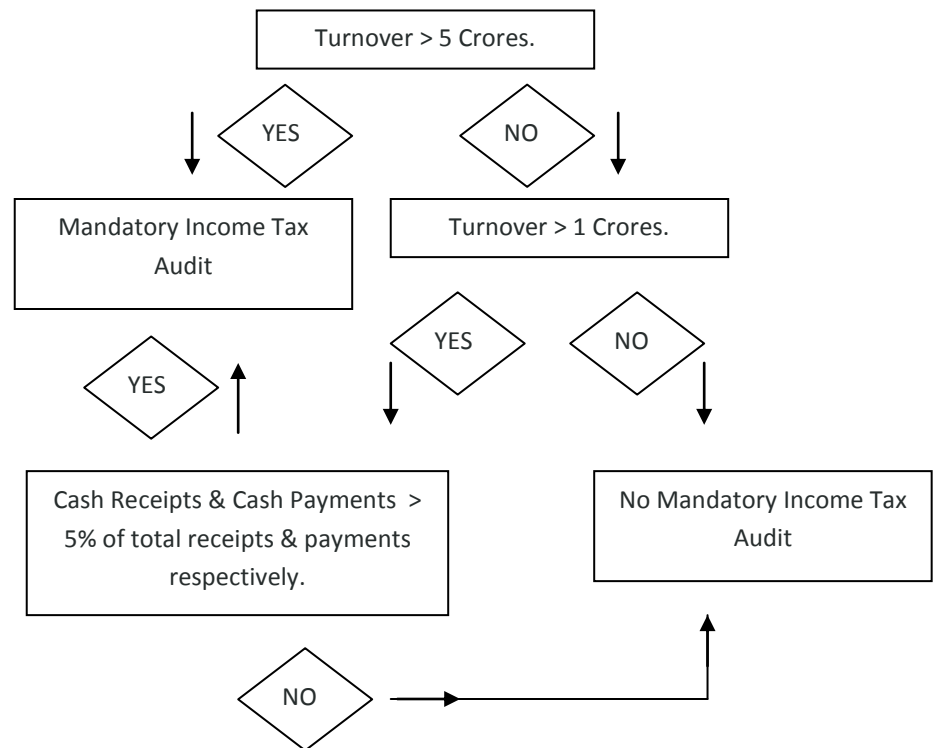 Turnover > 5 Crores.
YES
NO
Mandatory Income Tax
Audit
Turnover > 1 Crores.
YES
NO
YES
Cash Receipts & Cash Payments >
5% of total receipts & payments
respectively.
No Mandatory Income Tax
Audit
NO